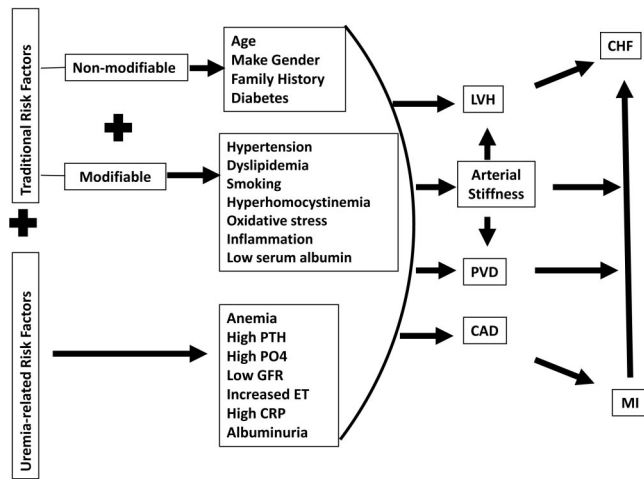 Traditional Risk Factors
Non-modifiable
Age
Make Gender
Family History
Diabetes
Modifiable
Hypertension
Dyslipidemia
Smoking
Hyperhomocystinemia
Oxidative stress
Inflammation
Low serum albumin
Uremia-related Risk Factors
Anemia
High PTH
High PO4
Low GFR
Increased ET
High CRP
Albuminuria
LVH
Arterial
Stiffness
PVD
CAD
CHF
MI